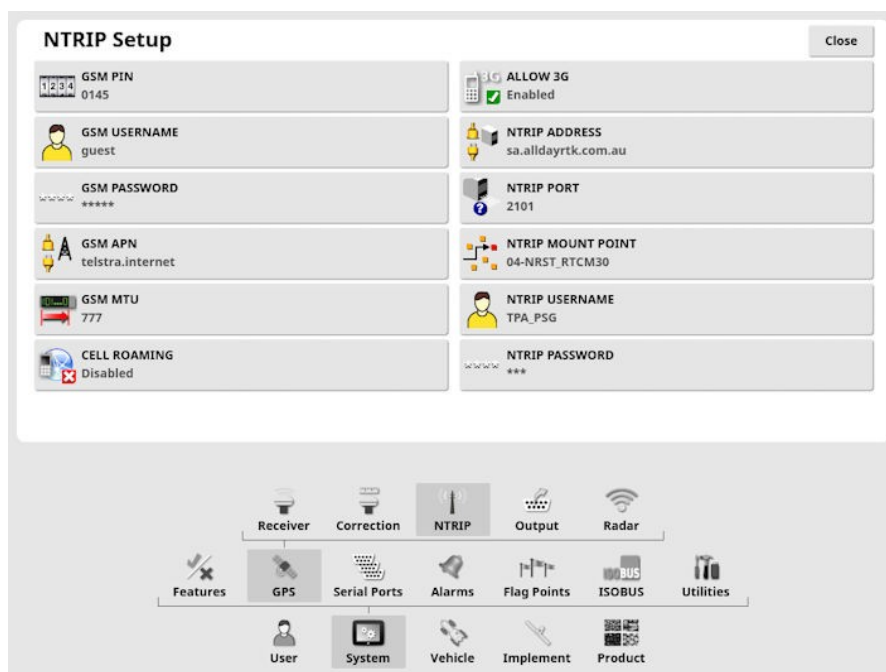 NTRIP Setup
Close
GSM PIN
0145
GSM USERNAME
guest
GSM PASSWORD
*****
GSM APN
telstra.internet
GSM MTU
777
CELL ROAMING
Disabled
ALLOW 3G
Enabled
NTRIP ADDRESS
sa.alldayrtk.com.au
NTRIP PORT
2101
NTRIP MOUNT POINT
04-NRST_RTCM30
NTRIP USERNAME
TPA_PSG
NTRIP PASSWORD
***
1234
3G
Receiver Correction NTRIP Output Radar
Features GPS Serial Ports Alarms Flag Points ISOBUS Utilities
ISOBUS
User System Vehicle Implement Product